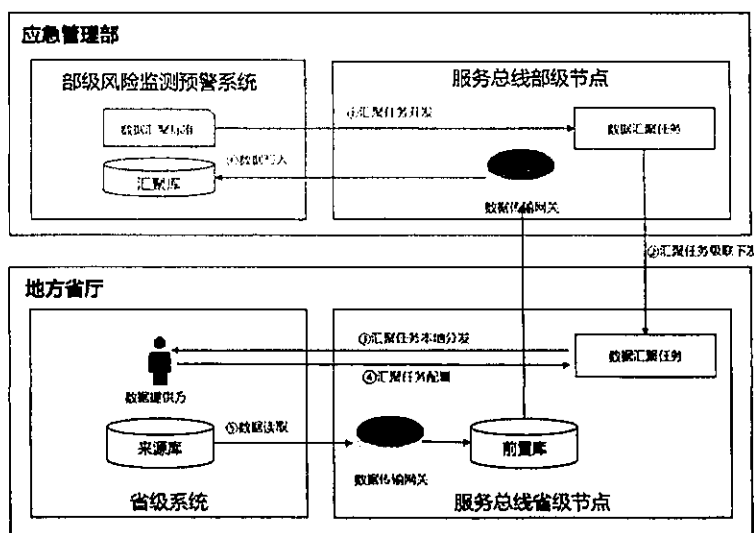 应急管理部
部级风险监测预警系统
服务总线部级节点
数据汇聚标准
①汇聚任务开发
数据汇聚任务
⑥数据写入
汇聚库
数据传输网关
②汇聚任务级联下发
地方省厅
③汇聚任务本地分发
数据汇聚任务
④汇聚任务配置
数据提供方
⑤数据读取
来源库
前置库
数据传输网关
省级系统
服务总线省级节点